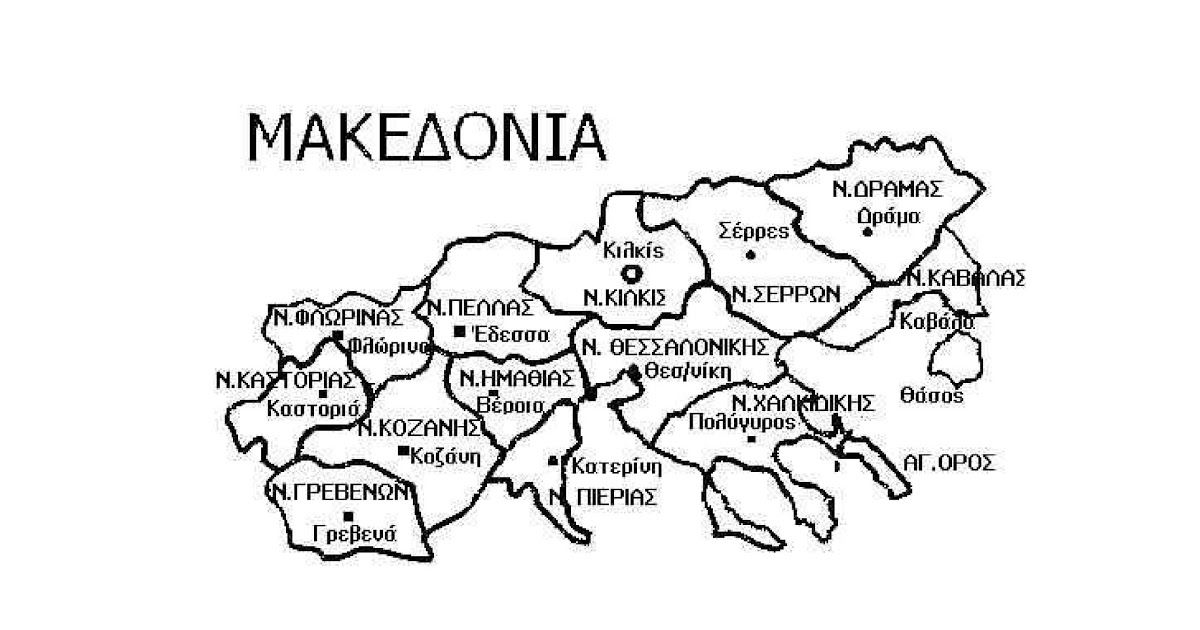 ΜΑΚΕΔΟΝΙΑ
Ν.ΔΡΑΜΑΣ
Δράμα
Σέρρες
Ν.ΣΕΡΡΩΝ
Κιλκίς
Ν.ΚΙΛΚΙΣ
Ν.ΚΑΒΑΛΑΣ
Καβάλα
Θάσος
Ν.ΠΕΛΛΑΣ
Έδεσσα
Ν.ΦΛΩΡΙΝΑΣ
Φλώρινα
Ν. ΘΕΣΣΑΛΟΝΙΚΗΣ
Θεσ/νίκη
Ν.ΚΑΣΤΟΡΙΑΣ
Καστοριά
Ν.ΗΜΑΘΙΑΣ
Βέροια
Ν.ΧΑΛΚΙΔΙΚΗΣ
Πολύγυρος
Ν.ΚΟΖΑΝΗΣ
Κοζάνη
Κατερίνη
Ν. ΠΙΕΡΙΑΣ
ΑΓ.ΟΡΟΣ
Ν.ΓΡΕΒΕΝΩΝ
Γρεβενά